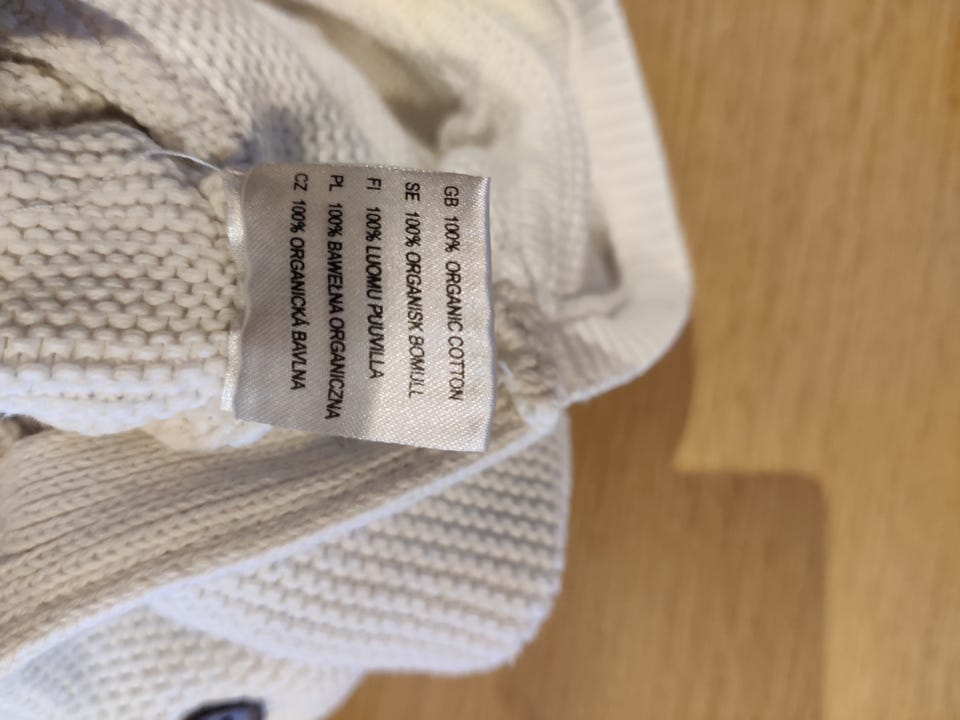 GB 100% ORGANIC COTTON
SE 100% ORGANISK BOMULL
FI 100% LUOMU PUUVILLA
PL 100% BAWEŁNA ORGANICZNA
CZ 100% ORGANICKÁ BAVLNA